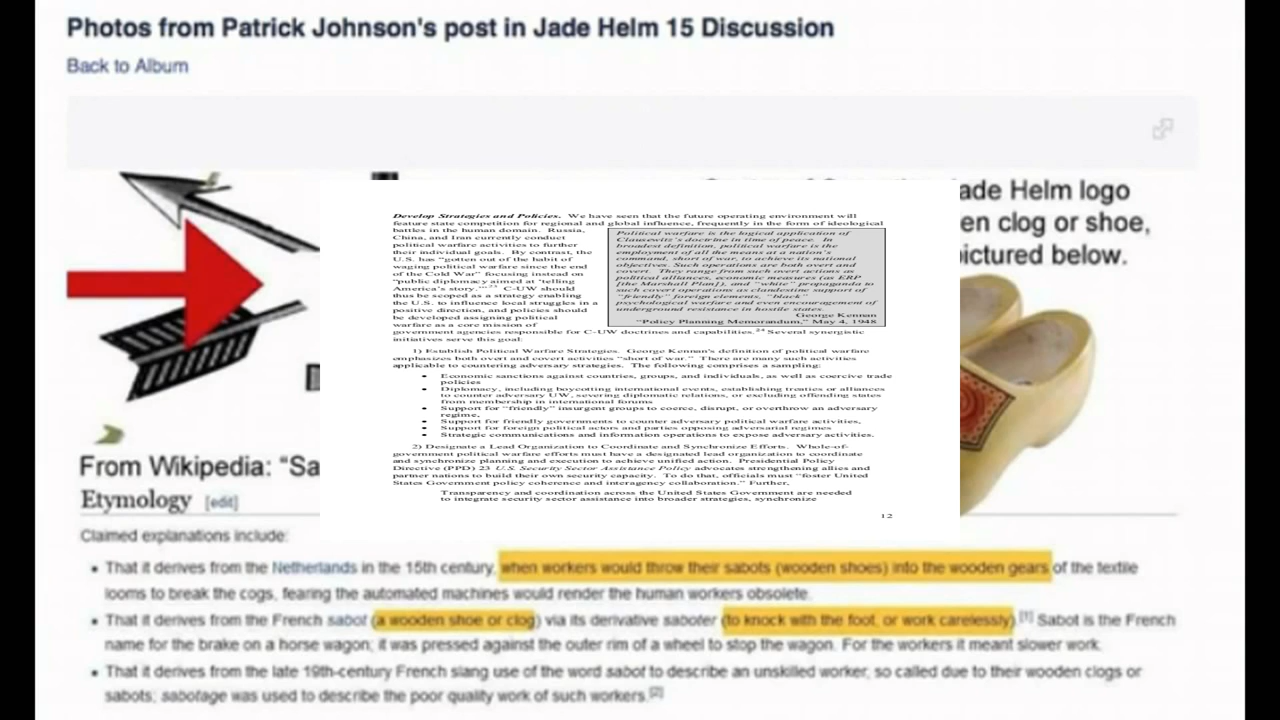 Photos from Patrick Johnson's post in Jade Helm 15 Discussion
Back to Album
ade Helm logo
en clog or shoe,
pictured below.
Develop Strategies and Policies. We have seen that the future operating environment will
feature state competition for regional and global influence, frequently in the form of ideological
battles in the human domain. Russia,
China, and Iran currently conduct
political warfare activities to further
their individual goals. By contrast, the
U.S. has "gotten out of the habit of
waging political warfare since the end
of the Cold War" focusing instead on
"public diplomacy aimed at 'telling
America's story.'"23 C-UW should
thus be scoped as a strategy enabling
the U.S. to influence local struggles in a
positive direction, and policies should
be developed assigning political
warfare as a core mission of
government agencies responsible for C-UW doctrines and capabilities.24 Several synergistic
initiatives serve this goal:
Political warfare is the logical application of
Clausewitz's doctrine in time of peace. In
broadest definition, political warfare is the
employment of all the means at a nation's
command, short of war, to achieve its national
objectives. Such operations are both overt and
covert. They range from such overt actions as
political alliances, economic measures (as ERP
[the Marshall Plan]), and "white" propaganda to
such covert operations as clandestine support of
"friendly" foreign elements, "black"
psychological warfare and even encouragement of
underground resistance in hostile states.
George Kennan
"Policy Planning Memorandum," May 4, 1948
1) Establish Political Warfare Strategies. George Kennan's definition of political warfare
emphasizes both overt and covert activities "short of war." There are many such activities
applicable to countering adversary strategies. The following comprises a sampling:
• Economic sanctions against countries, groups, and individuals, as well as coercive trade
policies
• Diplomacy, including boycotting international events, establishing treaties or alliances
to counter adversary UW, severing diplomatic relations, or excluding offending states
from membership in international forums
• Support for "friendly" insurgent groups to coerce, disrupt, or overthrow an adversary
regime,
• Support for friendly governments to counter adversary political warfare activities,
• Support for foreign political actors and parties opposing adversarial regimes
• Strategic communications and information operations to expose adversary activities.
2) Designate a Lead Organization to Coordinate and Synchronize Efforts. Whole-of-
government political warfare efforts must have a designated lead organization to coordinate
and synchronize planning and execution to achieve unified action. Presidential Policy
Directive (PPD) 23 U.S. Security Sector Assistance Policy advocates strengthening allies and
partner nations to build their own security capacity. To do that, officials must "foster United
States Government policy coherence and interagency collaboration." Further,
Transparency and coordination across the United States Government are needed
to integrate security sector assistance into broader strategies, synchronize
12
From Wikipedia: "Sa
Etymology [edit]
Claimed explanations include:
• That it derives from the Netherlands in the 15th century, when workers would throw their sabots (wooden shoes) into the wooden gears of the textile
looms to break the cogs, fearing the automated machines would render the human workers obsolete.
• That it derives from the French sabot (a wooden shoe or clog) via its derivative saboter (to knock with the foot, or work carelessly).[1] Sabot is the French
name for the brake on a horse wagon; it was pressed against the outer rim of a wheel to stop the wagon. For the workers it meant slower work.
• That it derives from the late 19th-century French slang use of the word sabot to describe an unskilled worker, so called due to their wooden clogs or
sabots; sabotage was used to describe the poor quality work of such workers.[2]